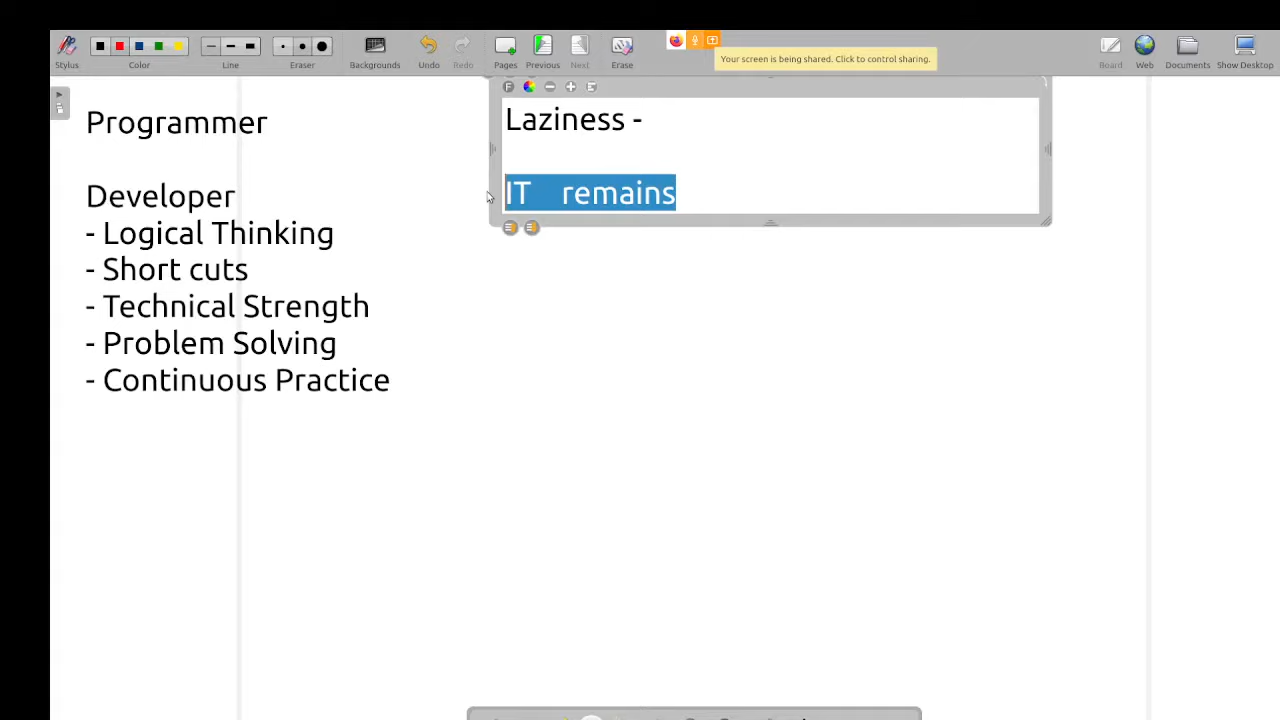 Stylus
Color
Line
Eraser
Backgrounds
Undo
Redo
Pages
Previous
Next
Erase
Your screen is being shared. Click to control sharing.
Board
Web
Documents
Show Desktop
Programmer
Developer
- Logical Thinking
- Short cuts
- Technical Strength
- Problem Solving
- Continuous Practice
F
Laziness -
IT remains